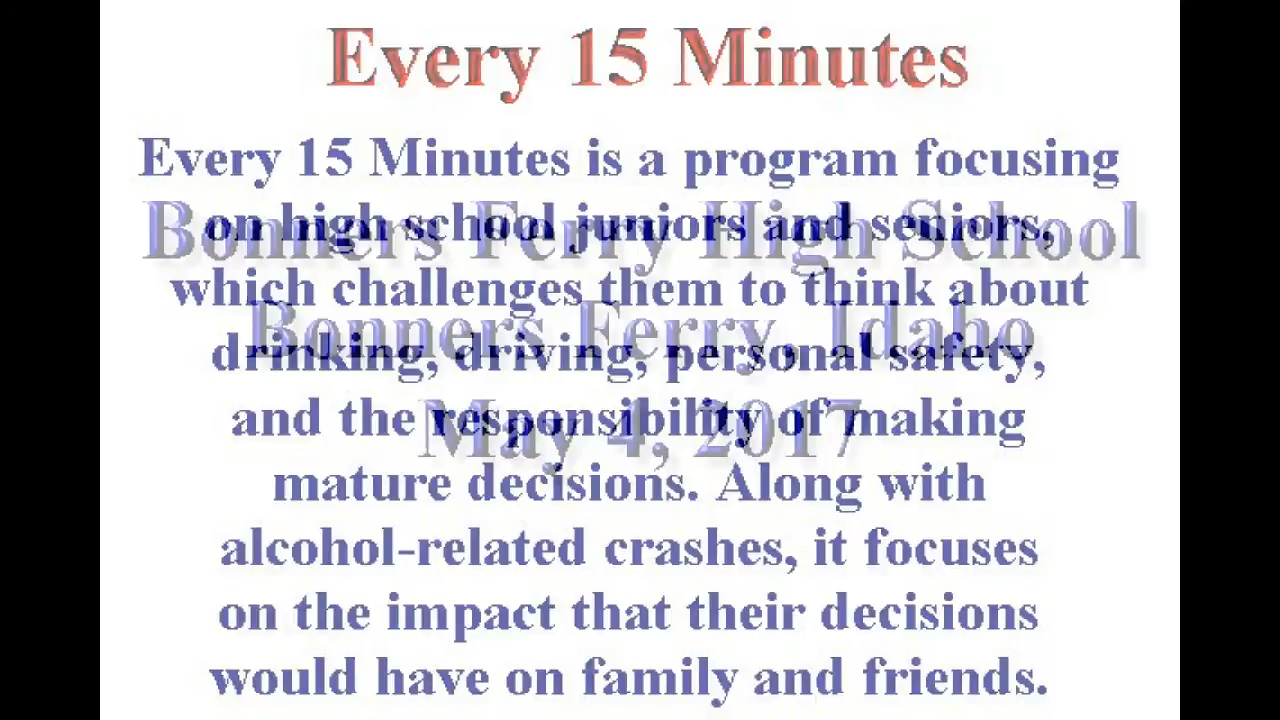 Every 15 Minutes
Every 15 Minutes is a program focusing
on high school juniors and seniors,
which challenges them to think about
drinking, driving, personal safety,
and the responsibility of making
mature decisions. Along with
alcohol-related crashes, it focuses
on the impact that their decisions
would have on family and friends.
Bonners Ferry High School
Bonners Ferry, Idaho
May 4, 2017